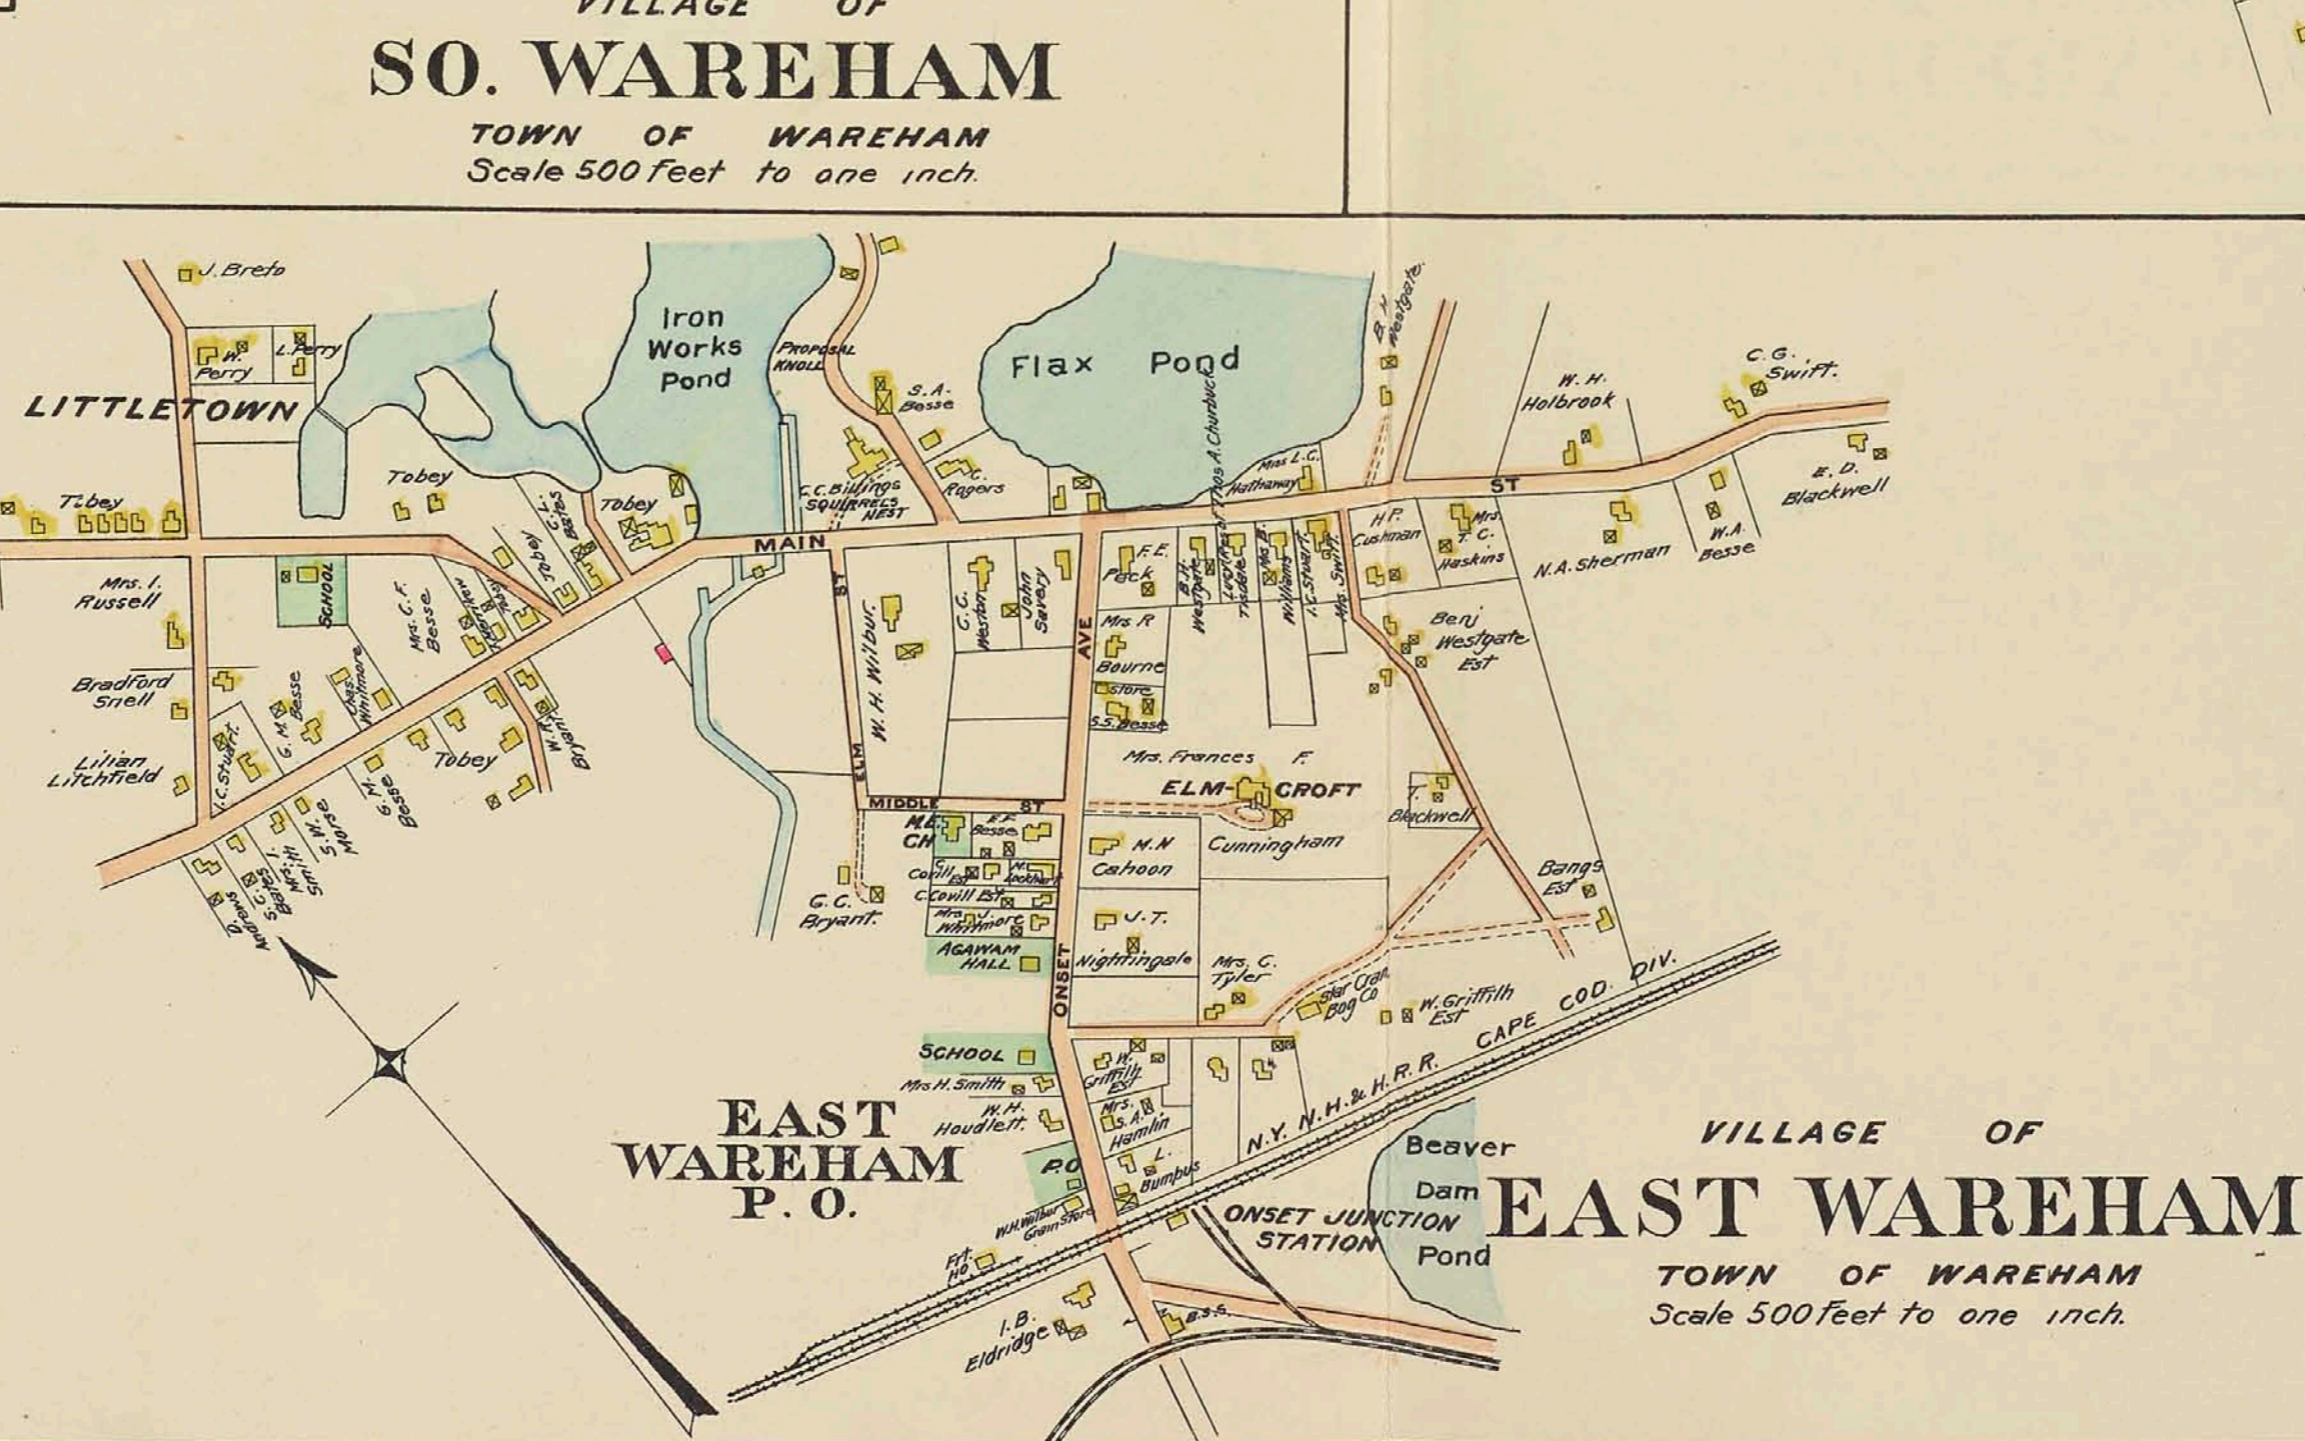 VILLAGE OF
SO. WAREHAM
TOWN OF WAREHAM
Scale 500 feet to one inch.
J. Breto
W.
Perry
L. Perry
LITTLETOWN
Iron
Works
Pond
PROPOSAL
KNOLL
S.A.
Besse
Flax Pond
B. H.
Westgate.
W. H.
Holbrook
C. G.
Swift.
E. D.
Blackwell
Tobey
Tobey
C. L.
Bates
Tobey
C. C. Billings
SQUIRRELS
NEST
C.
Rogers
Thos A. Churbuck
Miss L.C.
Hathaway
MAIN
ST
H P.
Cushman
Mrs.
T. C.
Haskins
N.A. Sherman
W.A.
Besse
Mrs. I.
Russell
SCHOOL
Mrs. C. F.
Besse
Tobey
ST
W. H. Wilbur.
G. C.
Weston
John
Savery
AVE
F. E.
Peck
B. H.
Westgate
Tisdale
Mrs B.
Williams
I. C. Stuart.
Mrs. Swift.
Mrs R
Bourne
Store
S.S. Besse
Benj
Westgate
Est
Bradford
Snell
Lilian
Litchfield
I. C. Stuart.
G. M.
Besse
Chas.
Whitmore
G. M.
Besse
Tobey
W. A.
Bryant
D.
Andrews
S. C.
Bates
Mrs. I.
Smith
S. W.
Morse
ELM
MIDDLE ST
Mrs. Frances F.
ELM-CROFT
Cunningham
T.
Blackwell
M.E.
CH
E.F.
Besse
M. N
Cahoon
C.
Covill
Est
M.
Lockhart
C. Covill Est
Mrs J.
Whitmore
G. C.
Bryant.
AGAWAM
HALL
ONSET
J. T.
Nightingale
Mrs. C.
Tyler
Bangs
Est
Star Cran.
Bog Co
W. Griffith
Est
N.Y. N.H. & H. R. R. CAPE COD. DIV.
SCHOOL
Mrs H. Smith
W. H.
Houdlett.
W.
Griffith
Est
Mrs.
S. A.
Hamlin
P.O
L.
Bumpus
W.H. Wilbur
Grain Store
Frt.
Ho
EAST
WAREHAM
P. O.
ONSET JUNCTION
STATION
Beaver
Dam
Pond
I. B.
Eldridge
B.S.S.
VILLAGE OF
EAST WAREHAM
TOWN OF WAREHAM
Scale 500 feet to one inch.